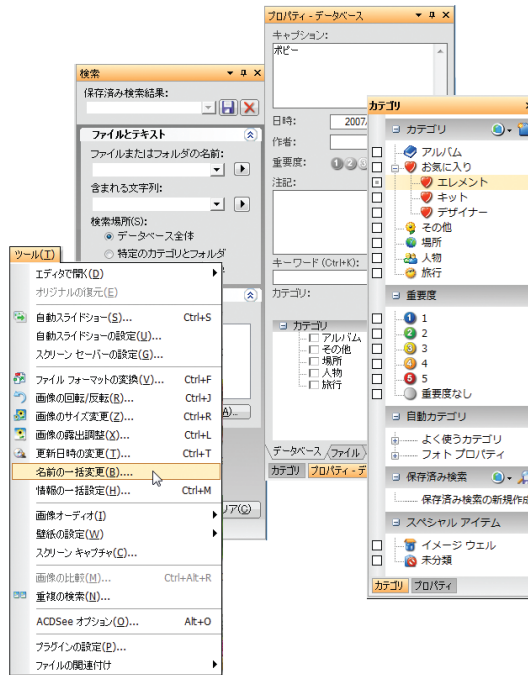 プロパティ - データベース
キャプション:
ポピー
日時:
2007/
作者:
重要度:
1 2 3
注記:
キーワード (Ctrl+K):
カテゴリ:
カテゴリ
アルバム
その他
場所
人物
旅行
データベース
ファイル
カテゴリ
プロパティ - デ
検索
保存済み検索結果:
ファイルとテキスト
ファイルまたはフォルダの名前:
含まれる文字列:
検索場所(S):
データベース全体
特定のカテゴリとフォルダ
A)...
リア(C)
カテゴリ
カテゴリ
アルバム
お気に入り
エレメント
キット
デザイナー
その他
場所
人物
旅行
重要度
1 1
2 2
3 3
4 4
5 5
重要度なし
自動カテゴリ
よく使うカテゴリ
フォト プロパティ
保存済み検索
保存済み検索の新規作成
スペシャル アイテム
イメージ ウェル
未分類
カテゴリ
プロパティ
ツール(T)
エディタで開く(D)
オリジナルの復元(E)
自動スライドショー(S)... Ctrl+S
自動スライドショーの設定(U)...
スクリーン セーバーの設定(G)...
ファイル フォーマットの変換(V)... Ctrl+F
画像の回転/反転(R)... Ctrl+J
画像のサイズ変更(Z)... Ctrl+R
画像の露出調整(X)... Ctrl+L
更新日時の変更(T)... Ctrl+T
名前の一括変更(B)...
情報の一括設定(H)... Ctrl+M
画像オーディオ(I)
壁紙の設定(W)
スクリーン キャプチャ(C)...
画像の比較(M)... Ctrl+Alt+R
重複の検索(N)...
ACDSee オプション(O)... Alt+O
プラグインの設定(P)...
ファイルの関連付け